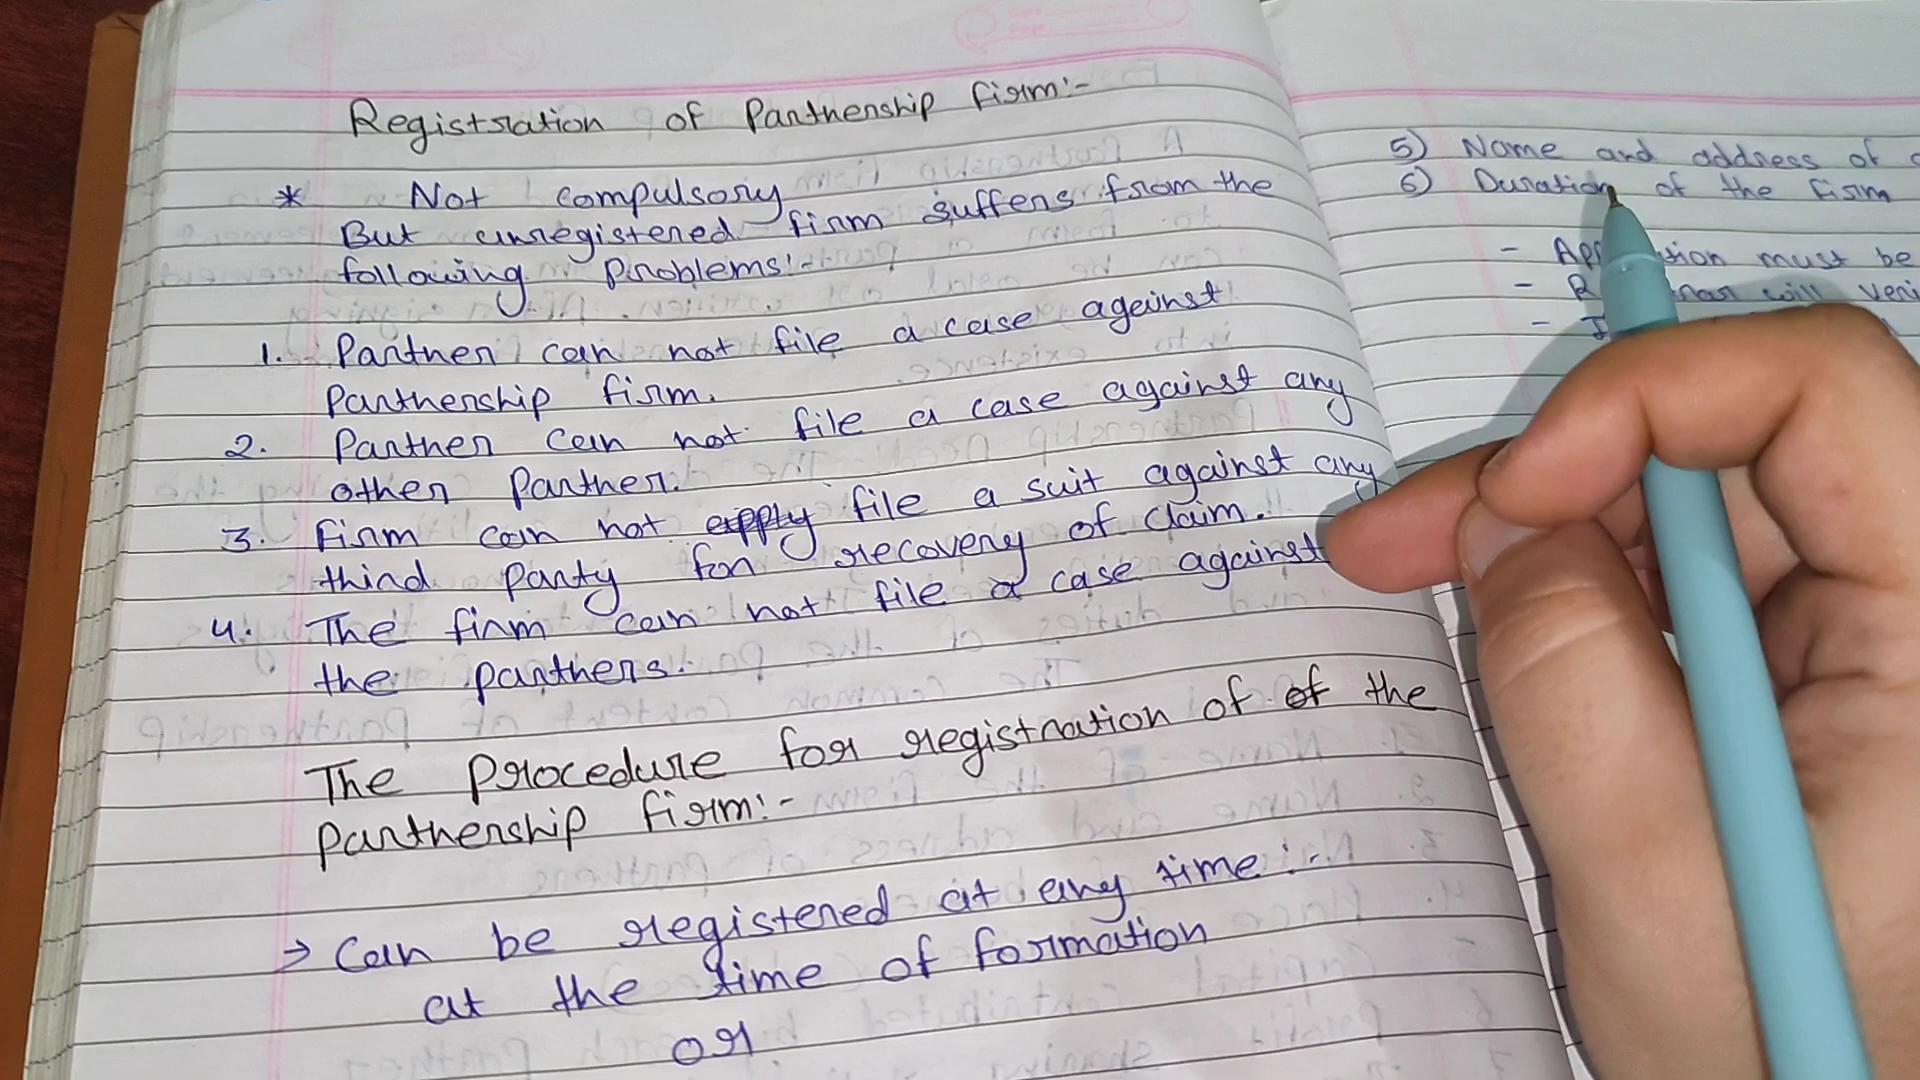 Registration of Partnership firm:-
* Not compulsory
But unregistered firm suffers from the
following problems:-
1. Partner can not file a case against
Partnership firm.
2. Partner can not file a case against any
other Partner.
3. Firm can not file a suit against any
third party for recovery of claim.
4. The firm can not file a case against
the partners.
The Procedure for registration of of the
partnership firm:-
→ Can be registered at any time:-
at the time of formation
or
5) Name and address of
6) Duration of the firm
- must be
- will
-